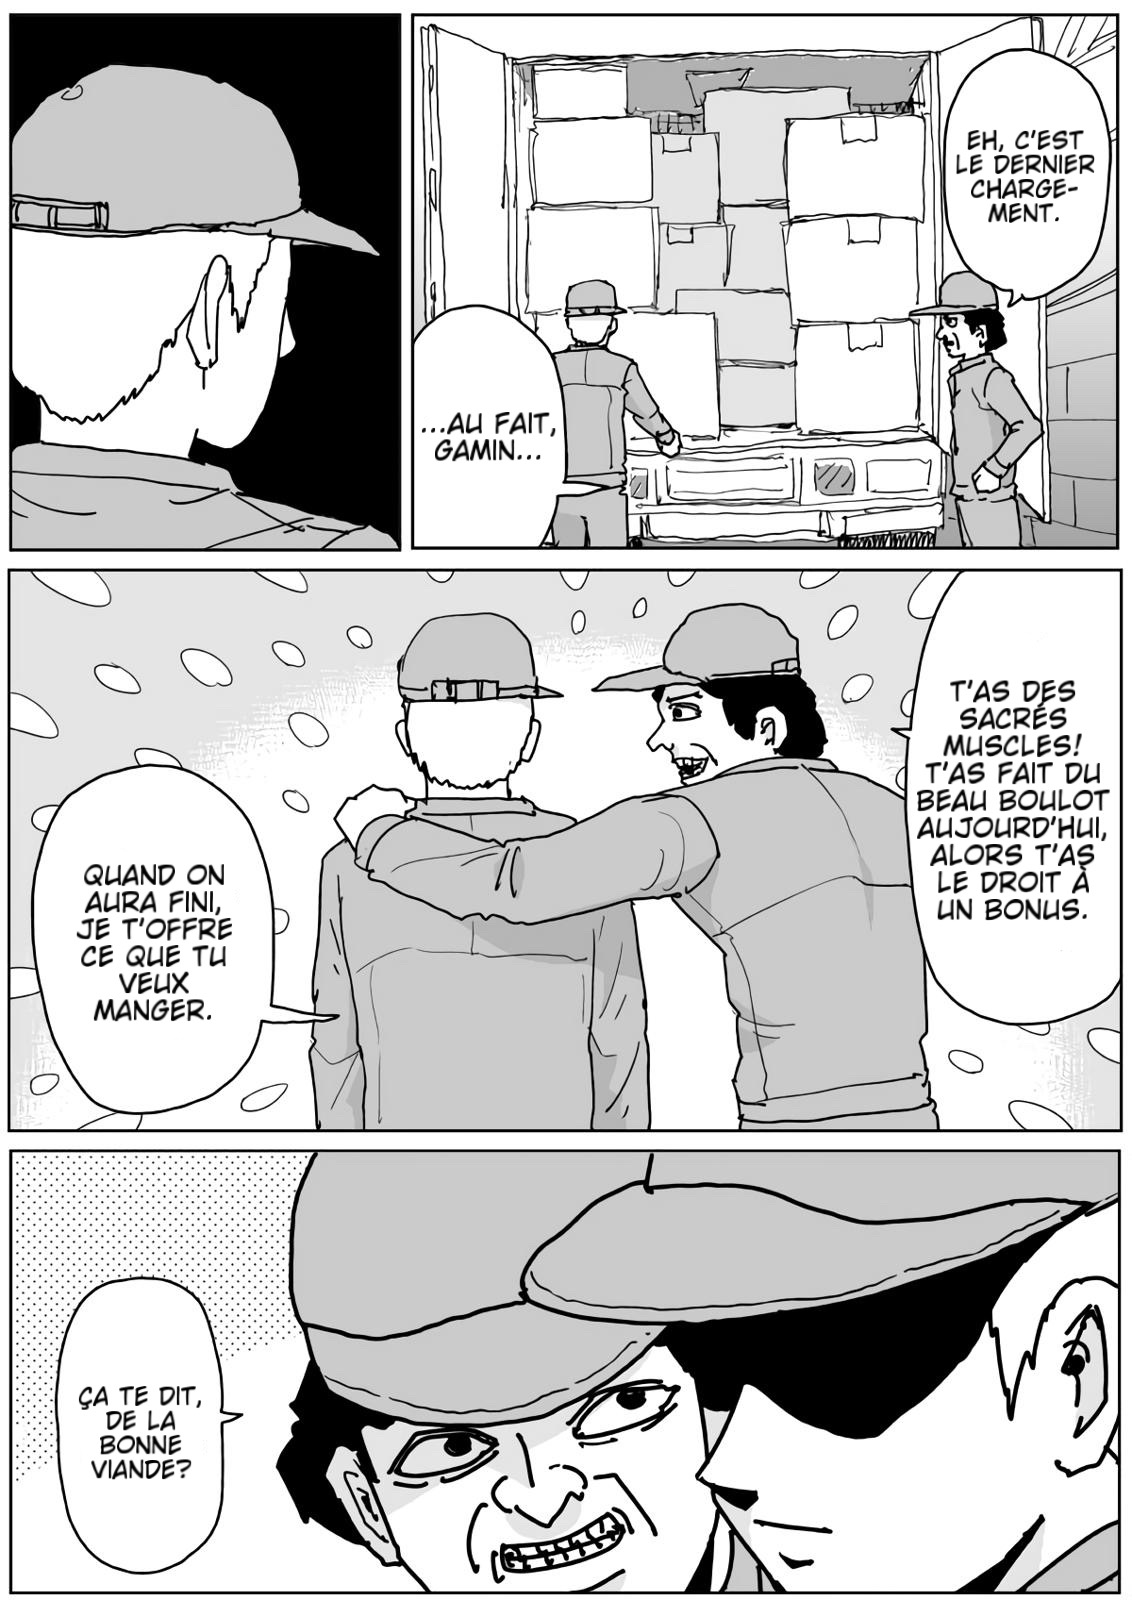 EH, C'EST
LE DERNIER
CHARGE-
MENT.
...AU FAIT,
GAMIN...
T'AS DES
SACRÉS
MUSCLES!
T'AS FAIT DU
BEAU BOULOT
AUJOURD'HUI,
ALORS T'AS
LE DROIT À
UN BONUS.
QUAND ON
AURA FINI,
JE T'OFFRE
CE QUE TU
VEUX
MANGER.
ÇA TE DIT,
DE LA
BONNE
VIANDE?